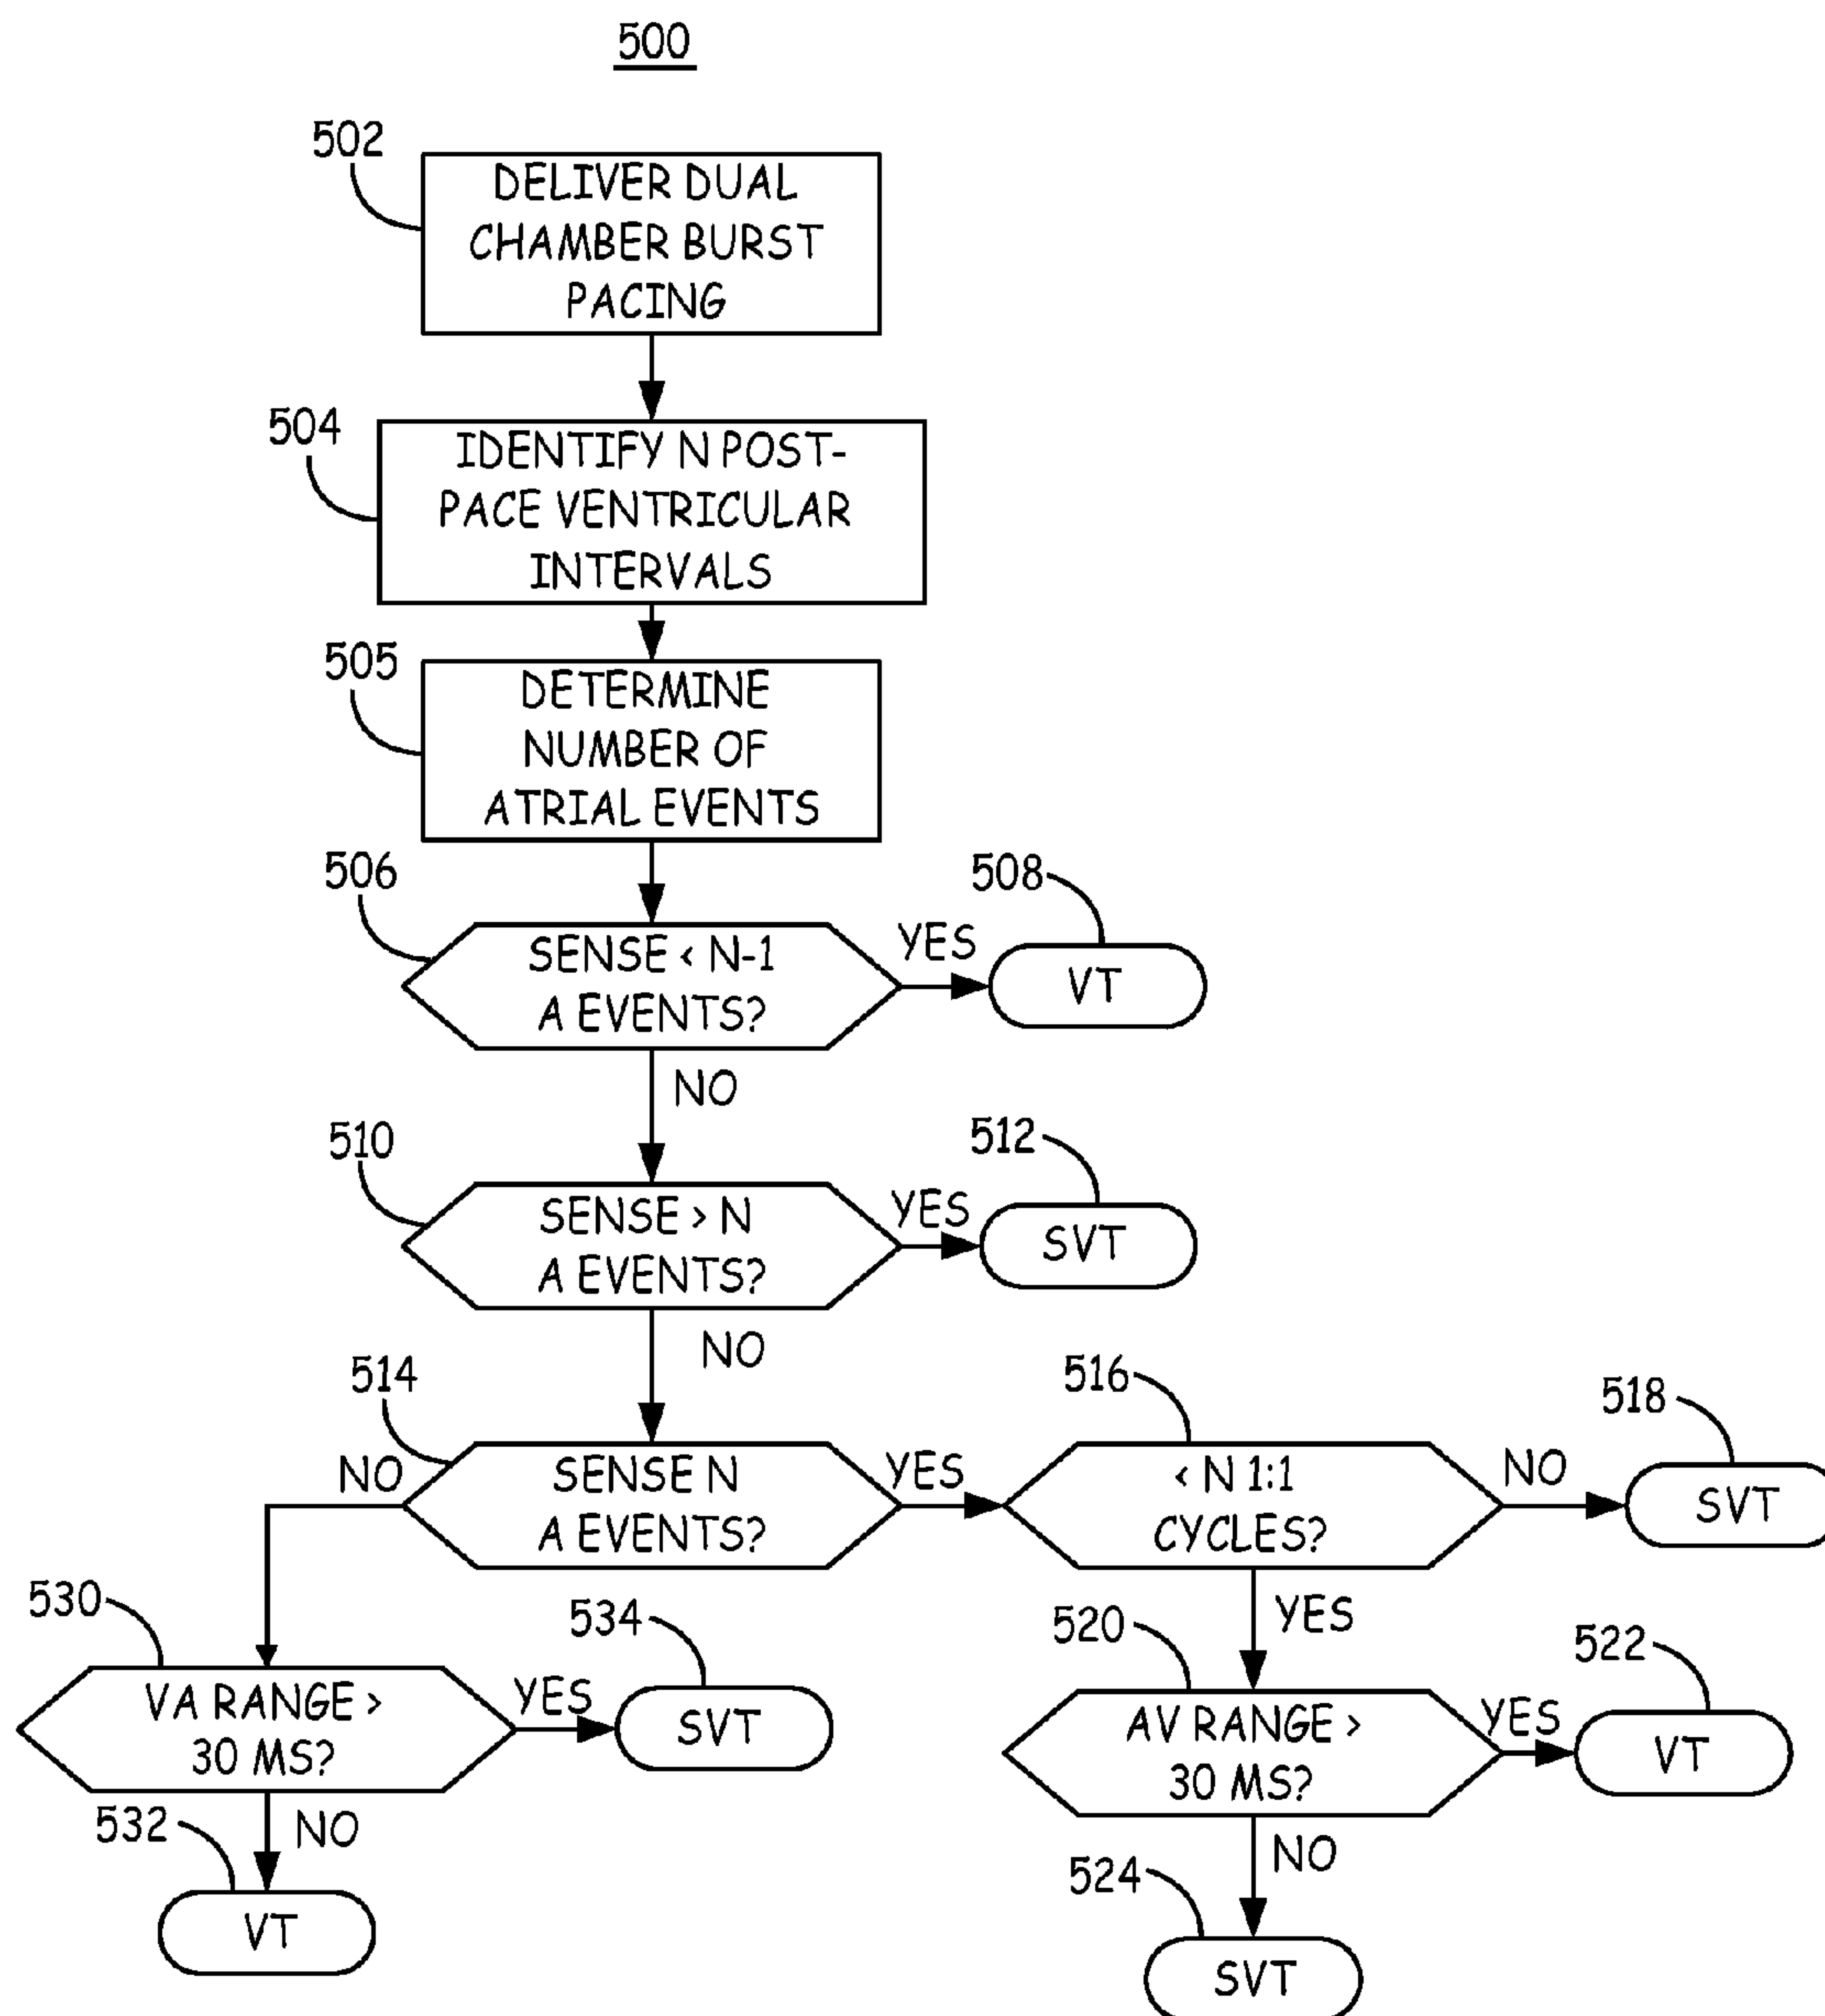 500
502
DELIVER DUAL
CHAMBER BURST
PACING
504
IDENTIFY N POST-
PACE VENTRICULAR
INTERVALS
505
DETERMINE
NUMBER OF
ATRIAL EVENTS
506
SENSE < N-1
A EVENTS?
YES
508
VT
NO
510
SENSE > N
A EVENTS?
YES
512
SVT
NO
514
SENSE N
A EVENTS?
YES
516
< N 1:1
CYCLES?
NO
518
SVT
NO
530
VA RANGE >
30 MS?
YES
534
SVT
YES
520
AV RANGE >
30 MS?
YES
522
VT
NO
532
VT
NO
524
SVT